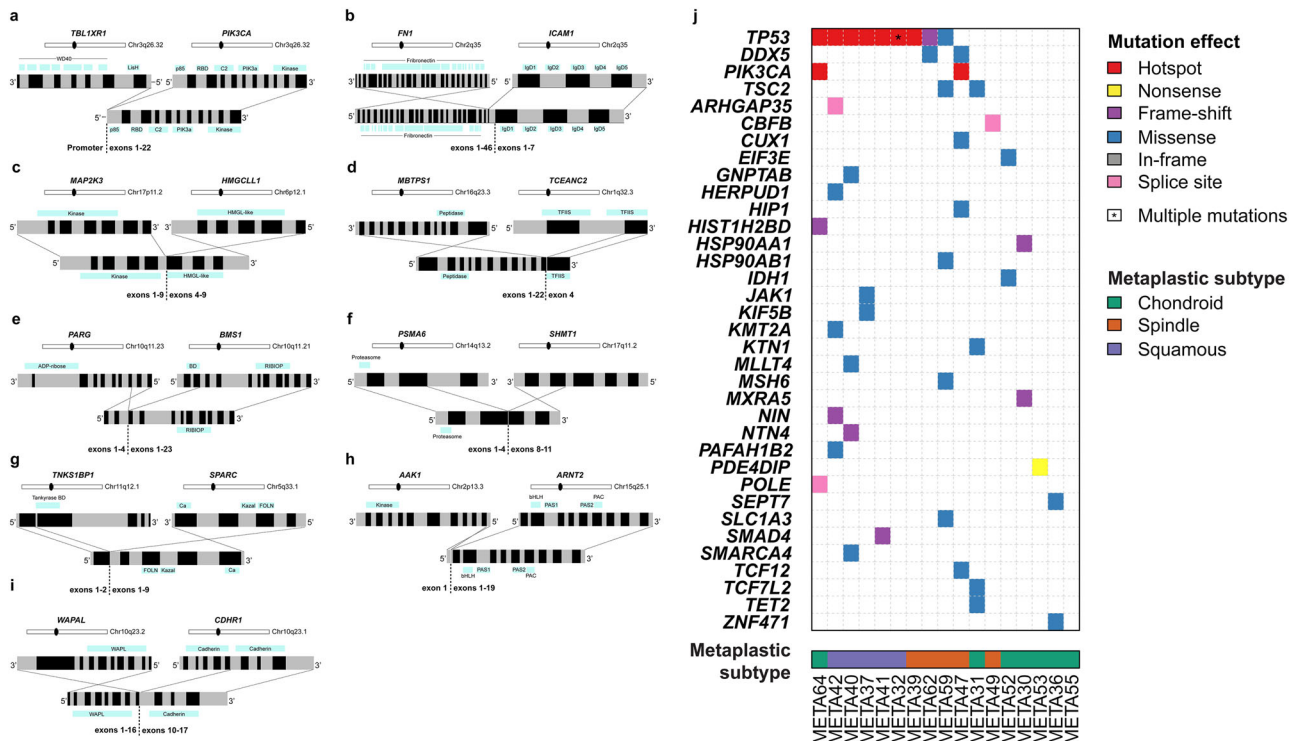 a
TBL1XR1 PIK3CA
Chr3q26.32 Chr3q26.32
WD40 LisH p85 RBD C2 PIK3a Kinase
3' 5' 5' 3'
5' 3'
p85 RBD C2 PIK3a Kinase
Promoter exons 1-22
b
FN1 ICAM1
Chr2q35 Chr2q35
Fribronectin IgD1 IgD2 IgD3 IgD4 IgD5
3' 5' 5' 3'
5' 3'
Fribronectin IgD1 IgD2 IgD3 IgD4 IgD5
exons 1-46 exons 1-7
c
MAP2K3 HMGCLL1
Chr17p11.2 Chr6p12.1
Kinase HMGL-like
5' 3' 5' 3'
5' 3'
Kinase HMGL-like
exons 1-9 exons 4-9
d
MBTPS1 TCEANC2
Chr16q23.3 Chr1q32.3
Peptidase TFIIS TFIIS
5' 3' 5' 3'
5' 3'
Peptidase TFIIS
exons 1-22 exon 4
e
PARG BMS1
Chr10q11.23 Chr10q11.21
ADP-ribose BD RIBIOP
5' 3' 5' 3'
5' 3'
RIBIOP
exons 1-4 exons 1-23
f
PSMA6 SHMT1
Chr14q13.2 Chr17q11.2
Proteasome
5' 3' 5' 3'
5' 3'
Proteasome
exons 1-4 exons 8-11
g
TNKS1BP1 SPARC
Chr11q12.1 Chr5q33.1
Tankyrase BD Ca Kazal FOLN
5' 3' 5' 3'
5' 3'
FOLN Kazal Ca
exons 1-2 exons 1-9
h
AAK1 ARNT2
Chr2p13.3 Chr15q25.1
Kinase bHLH PAS1 PAS2 PAC
5' 3' 5' 3'
5' 3'
bHLH PAS1 PAS2 PAC
exon 1 exons 1-19
i
WAPAL CDHR1
Chr10q23.2 Chr10q23.1
WAPL Cadherin Cadherin
3' 5' 5' 3'
5' 3'
WAPL Cadherin
exons 1-16 exons 10-17
j
TP53 *
DDX5
PIK3CA
TSC2
ARHGAP35
CBFB
CUX1
EIF3E
GNPTAB
HERPUD1
HIP1
HIST1H2BD
HSP90AA1
HSP90AB1
IDH1
JAK1
KIF5B
KMT2A
KTN1
MLLT4
MSH6
MXRA5
NIN
NTN4
PAFAH1B2
PDE4DIP
POLE
SEPT7
SLC1A3
SMAD4
SMARCA4
TCF12
TCF7L2
TET2
ZNF471
Metaplastic
subtype
META64
META42
META40
META37
META41
META32
META39
META62
META59
META47
META31
META49
META52
META30
META53
META36
META55
Mutation effect
Hotspot
Nonsense
Frame-shift
Missense
In-frame
Splice site
* Multiple mutations
Metaplastic subtype
Chondroid
Spindle
Squamous